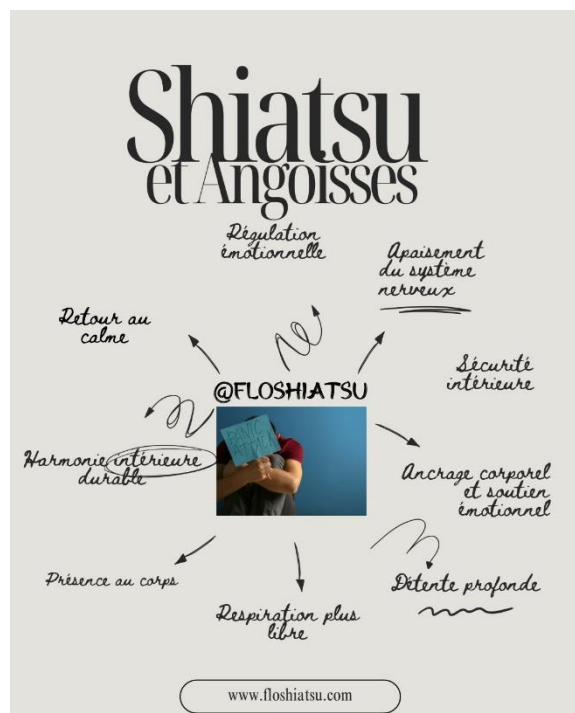 Shiatsu
et Angoisses
Régulation
émotionnelle
Apaisement
du système
nerveux
Retour au
calme
Sécurité
intérieure
@FLOSHIATSU
PANIC
ATTACK
Harmonie intérieure
durable
Ancrage corporel
et soutien
émotionnel
Présence au corps
Détente profonde
Respiration plus
libre
www.floshiatsu.com